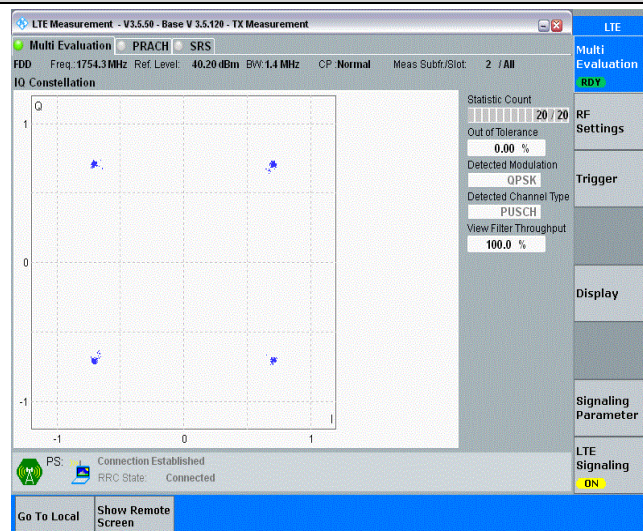 LTE Measurement - V3.5.50 - Base V 3.5.120 - TX Measurement
LTE
Multi Evaluation PRACH SRS
FDD Freq.:1754.3 MHz Ref. Level: 40.20 dBm BW:1.4 MHz CP :Normal Meas Subfr./Slot: 2 / All
IQ Constellation
Q
1
0
-1
-1 0 1
I
Statistic Count
20 / 20
Out of Tolerance
0.00 %
Detected Modulation
QPSK
Detected Channel Type
PUSCH
View Filter Throughput
100.0 %
PS: Connection Established
RRC State: Connected
Multi
Evaluation
RDY
RF
Settings
Trigger
Display
Signaling
Parameter
LTE
Signaling
ON
Go To Local
Show Remote
Screen